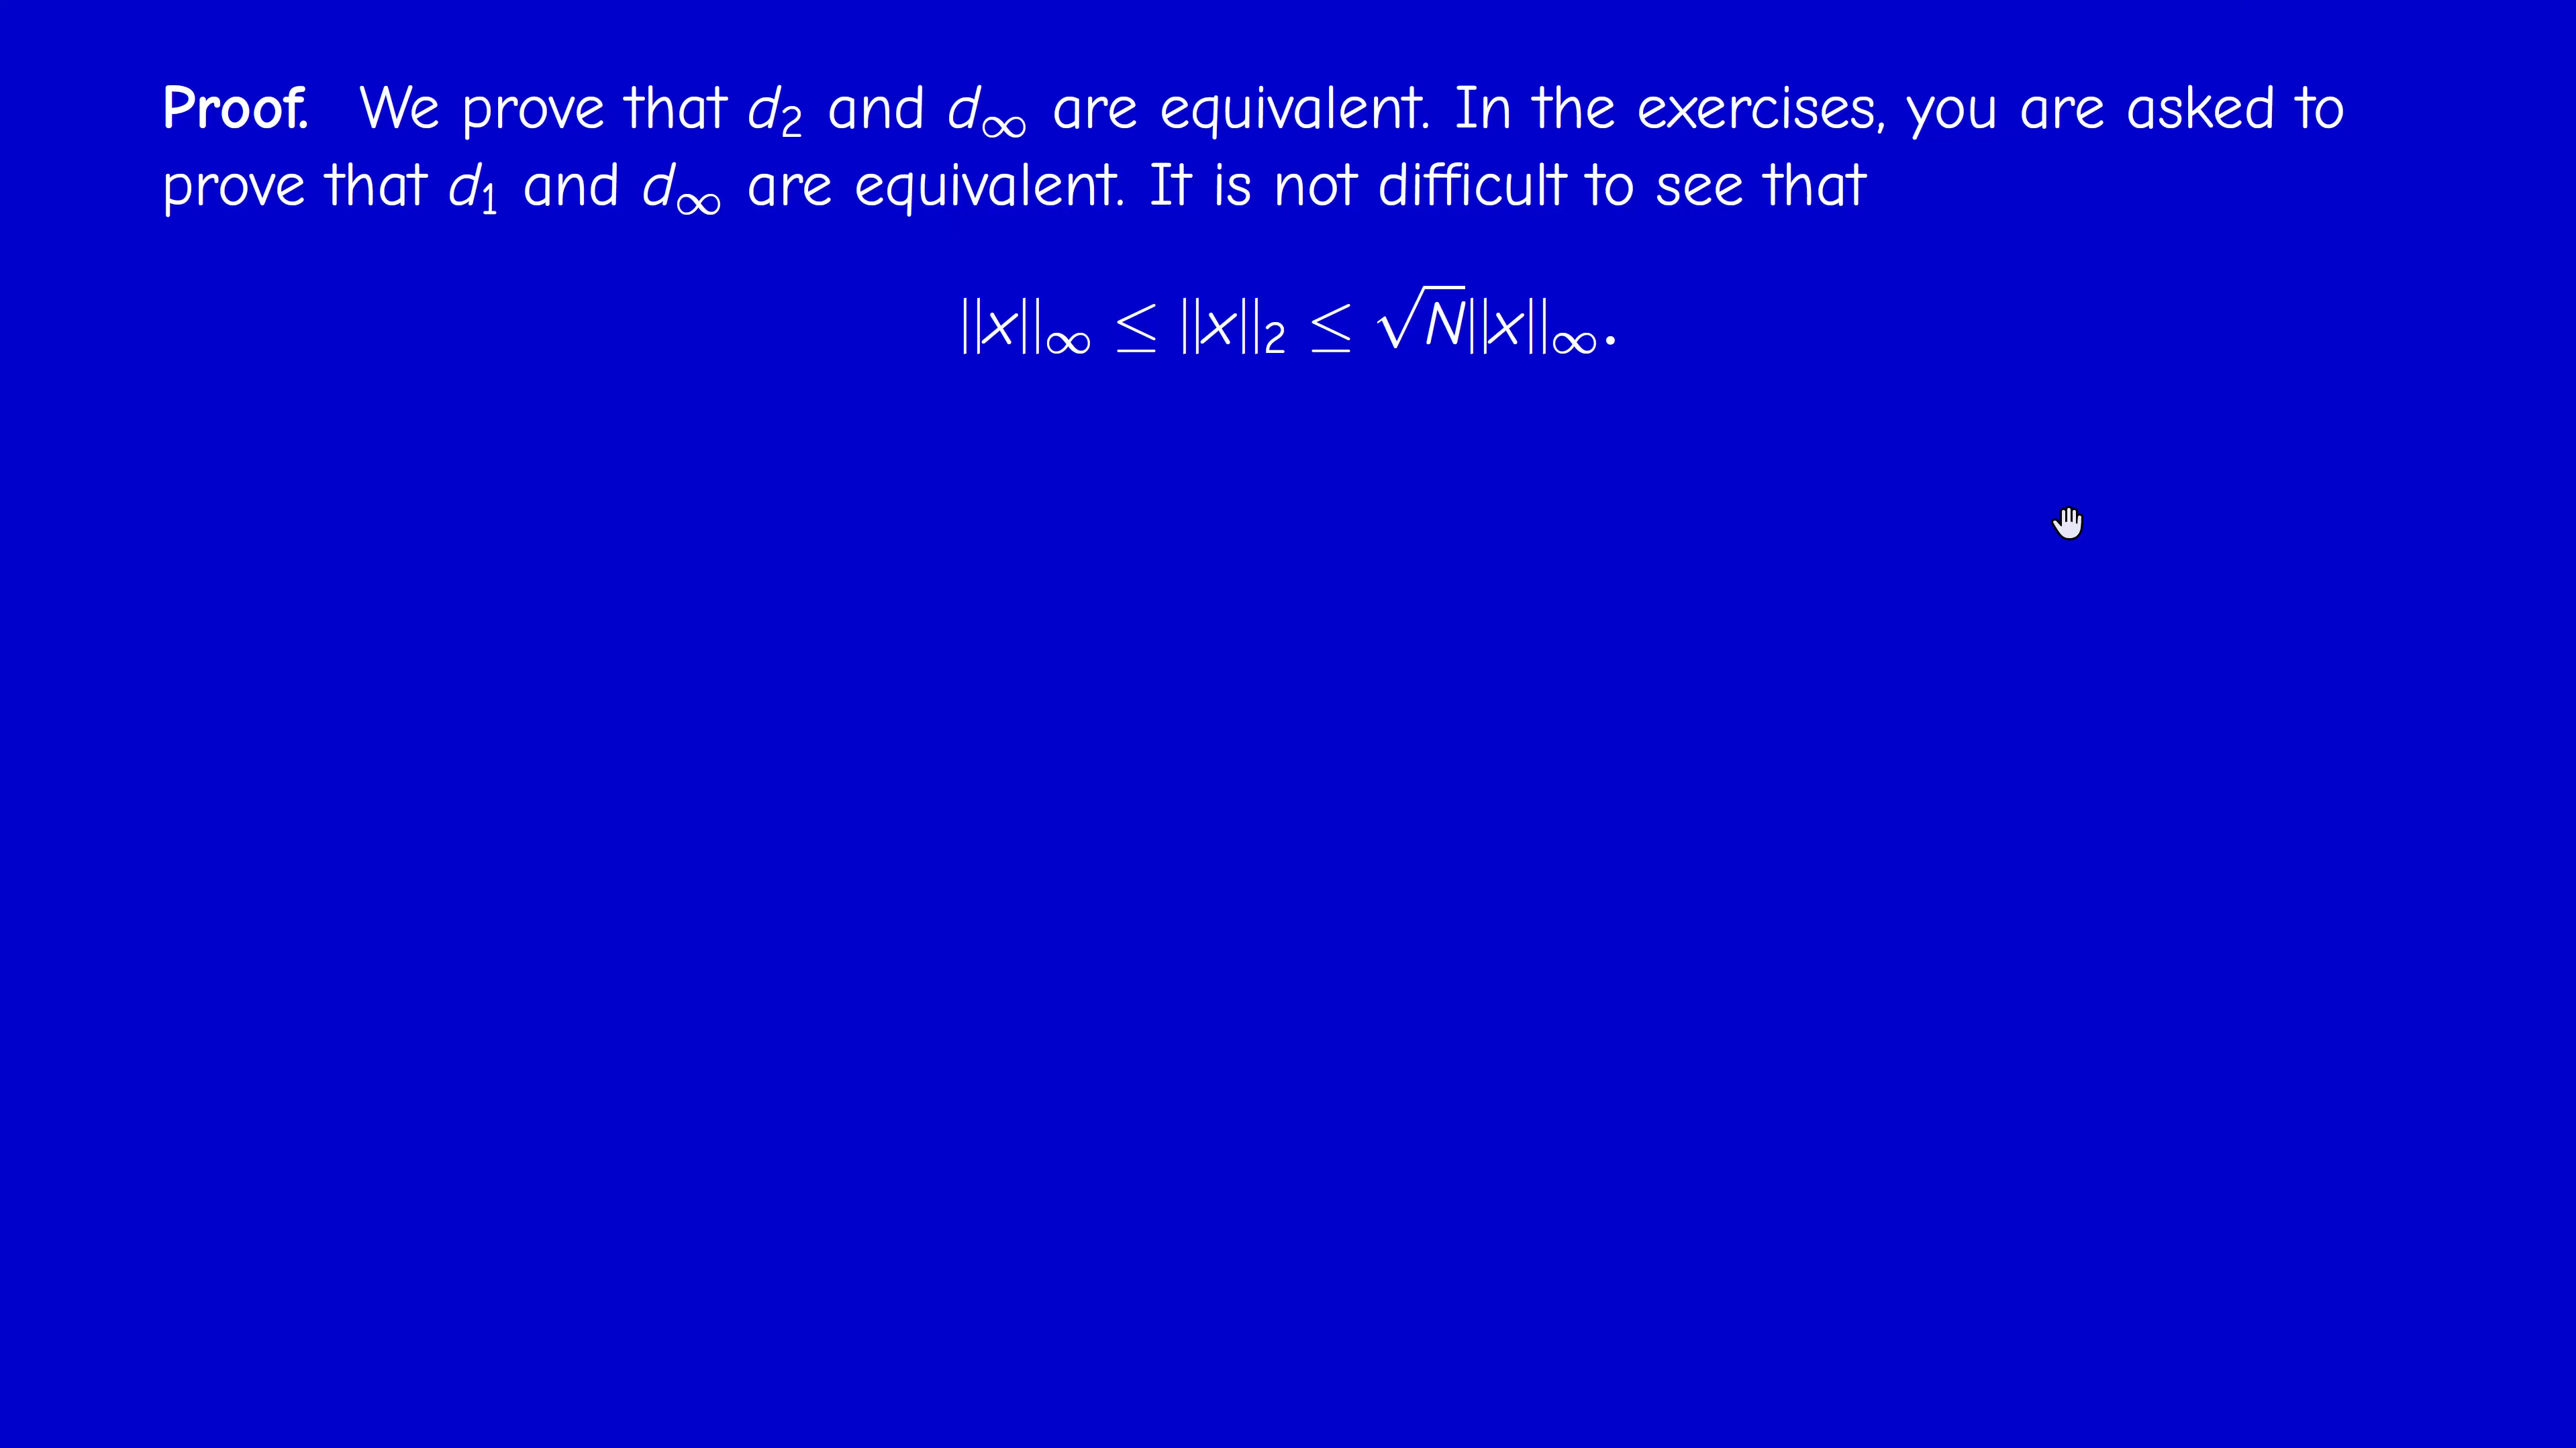 Proof. We prove that d₂ and d∞ are equivalent. In the exercises, you are asked to
prove that d₁ and d∞ are equivalent. It is not difficult to see that
||x||∞ ≤ ||x||₂ ≤ √N||x||∞.